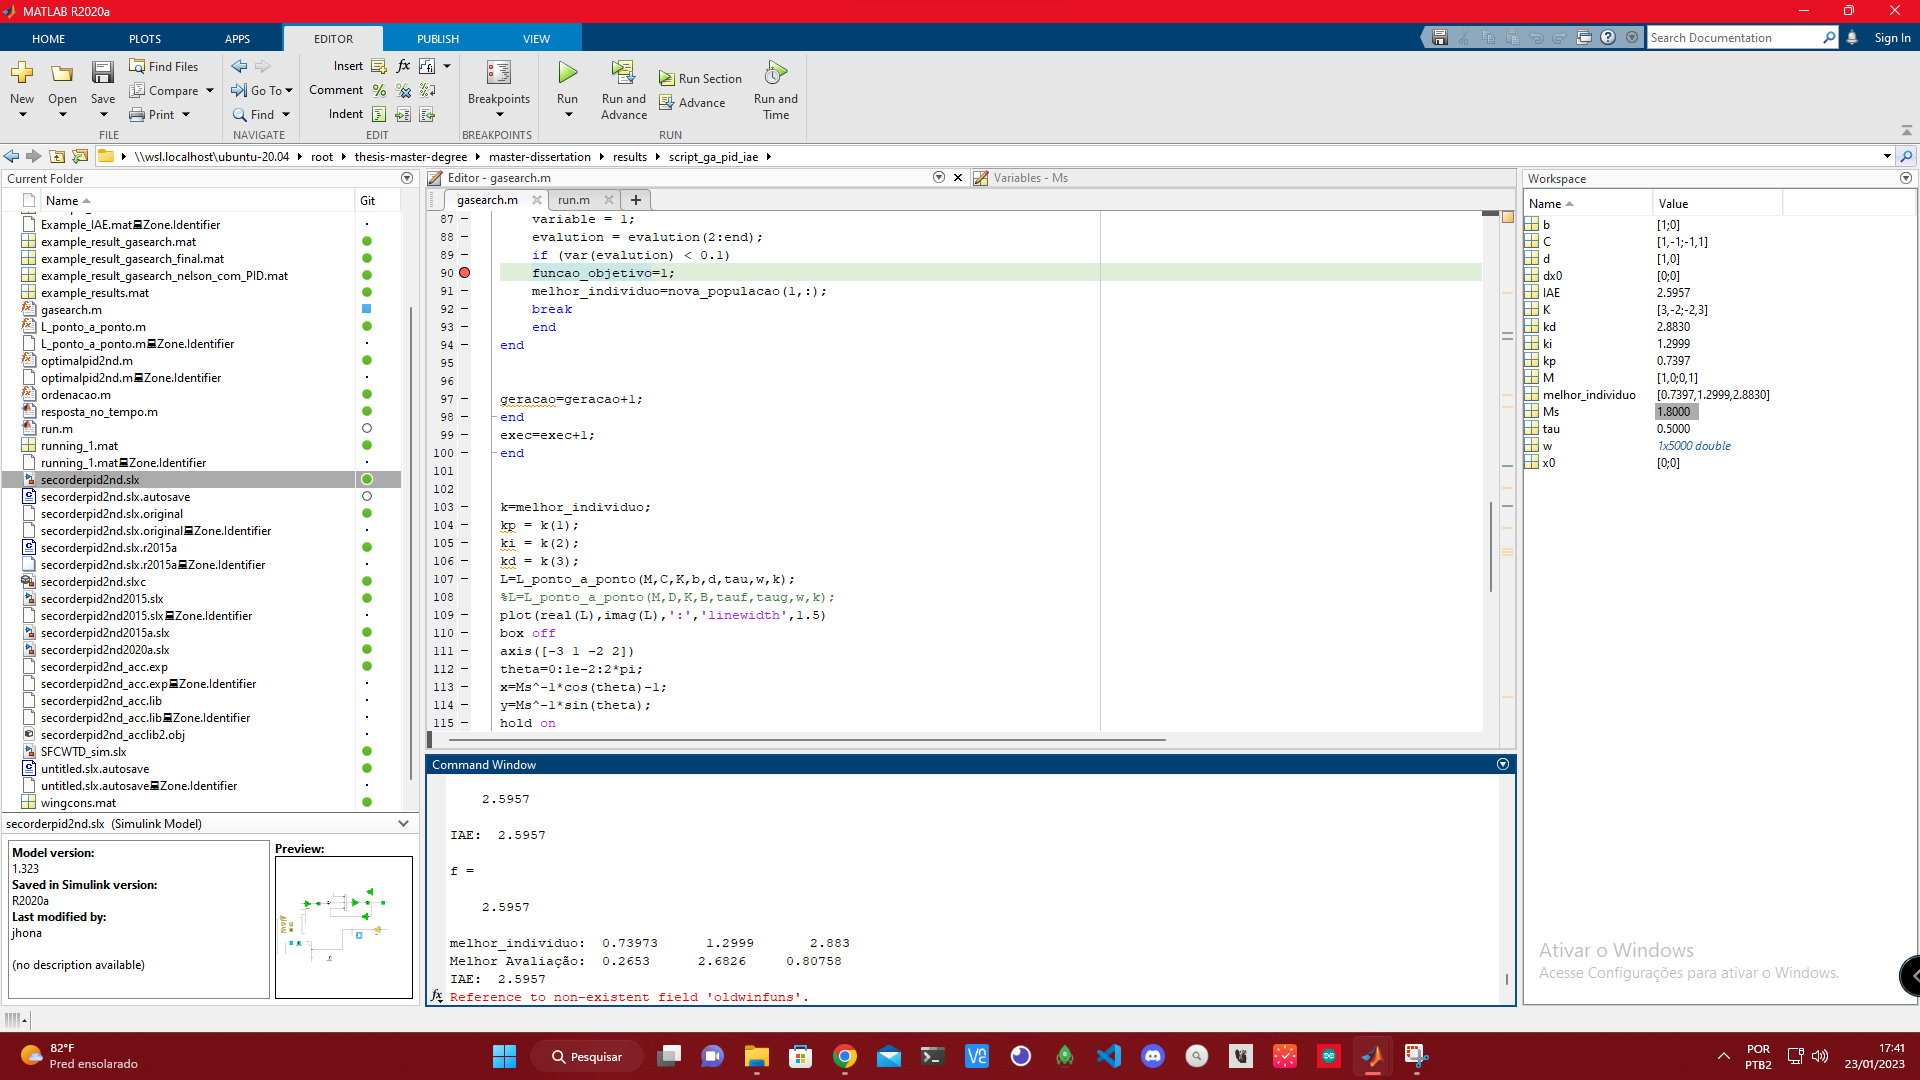 MATLAB R2020a
HOME PLOTS APPS EDITOR PUBLISH VIEW
Search Documentation
Sign In
New
Open
Save
Find Files
Compare
Print
FILE
Go To
Find
NAVIGATE
Insert
Comment
Indent
EDIT
Breakpoints
BREAKPOINTS
Run
Run and Advance
Run Section
Advance
Run and Time
RUN
\\wsl.localhost\ubuntu-20.04 root thesis-master-degree master-dissertation results script_ga_pid_iae
Current Folder
Name Git
Example_IAE.mat Zone.Identifier
example_result_gasearch.mat
example_result_gasearch_final.mat
example_result_gasearch_nelson_com_PID.mat
example_results.mat
gasearch.m
L_ponto_a_ponto.m
L_ponto_a_ponto.m Zone.Identifier
optimalpid2nd.m
optimalpid2nd.m Zone.Identifier
ordenacao.m
resposta_no_tempo.m
run.m
running_1.mat
running_1.mat Zone.Identifier
secorderpid2nd.slx
secorderpid2nd.slx.autosave
secorderpid2nd.slx.original
secorderpid2nd.slx.original Zone.Identifier
secorderpid2nd.slx.r2015a
secorderpid2nd.slx.r2015a Zone.Identifier
secorderpid2nd.slxc
secorderpid2nd2015.slx
secorderpid2nd2015.slx Zone.Identifier
secorderpid2nd2015a.slx
secorderpid2nd2020a.slx
secorderpid2nd_acc.exp
secorderpid2nd_acc.exp Zone.Identifier
secorderpid2nd_acc.lib
secorderpid2nd_acc.lib Zone.Identifier
secorderpid2nd_acclib2.obj
SFCWTD_sim.slx
untitled.slx.autosave
untitled.slx.autosave Zone.Identifier
wingcons.mat
secorderpid2nd.slx (Simulink Model)
Model version:
1.323
Saved in Simulink version:
R2020a
Last modified by:
jhona
(no description available)
Preview:
Editor - gasearch.m
Variables - Ms
gasearch.m run.m
87 variable = 1;
88 evalution = evalution(2:end);
89 if (var(evalution) < 0.1)
90 funcao_objetivo=1;
91 melhor_individuo=nova_populacao(1,:);
92 break
93 end
94 end
95
96
97 geracao=geracao+1;
98 end
99 exec=exec+1;
100 end
101
102
103 k=melhor_individuo;
104 kp = k(1);
105 ki = k(2);
106 kd = k(3);
107 L=L_ponto_a_ponto(M,C,K,b,d,tau,w,k);
108 %L=L_ponto_a_ponto(M,D,K,B,tauf,taug,w,k);
109 plot(real(L),imag(L),':','linewidth',1.5)
110 box off
111 axis([-3 1 -2 2])
112 theta=0:1e-2:2*pi;
113 x=Ms^-1*cos(theta)-1;
114 y=Ms^-1*sin(theta);
115 hold on
Command Window
2.5957
IAE: 2.5957
f =
2.5957
melhor_individuo: 0.73973 1.2999 2.883
Melhor Avaliação: 0.2653 2.6826 0.80758
IAE: 2.5957
fx Reference to non-existent field 'oldwinfuns'.
Workspace
Name Value
b [1;0]
C [1,-1;-1,1]
d [1,0]
dx0 [0;0]
IAE 2.5957
K [3,-2;-2,3]
kd 2.8830
ki 1.2999
kp 0.7397
M [1,0;0,1]
melhor_individuo [0.7397,1.2999,2.8830]
Ms 1.8000
tau 0.5000
w 1x5000 double
x0 [0;0]
Ativar o Windows
Acesse Configurações para ativar o Windows.
82°F
Pred ensolarado
Pesquisar
POR
PTB2
17:41
23/01/2023